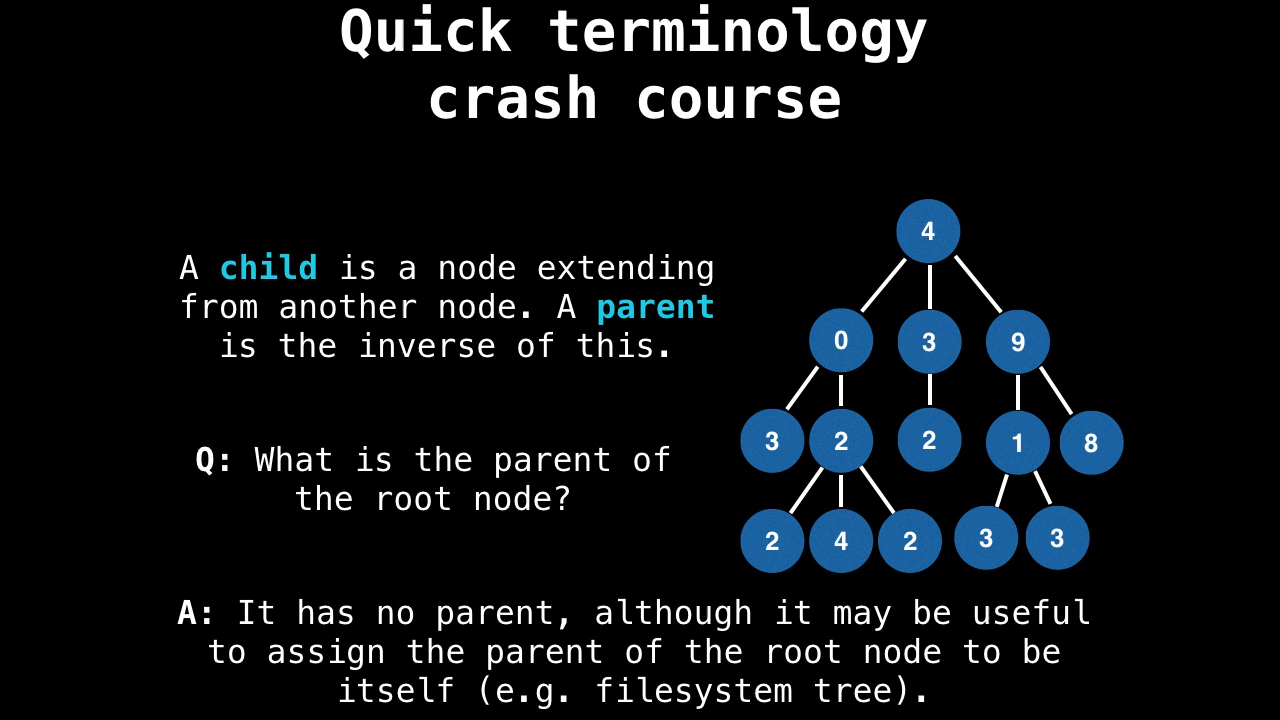 Quick terminology
crash course
A child is a node extending
from another node. A parent
is the inverse of this.
Q: What is the parent of
the root node?
4
0 3 9
3 2 2 1 8
2 4 2 3 3
A: It has no parent, although it may be useful
to assign the parent of the root node to be
itself (e.g. filesystem tree).